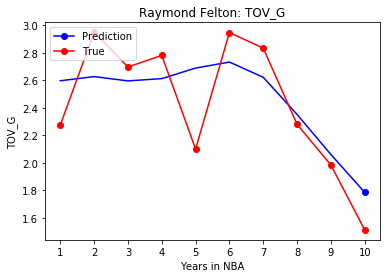 Raymond Felton: TOV_G
Prediction
True
TOV_G
3.0
2.8
2.6
2.4
2.2
2.0
1.8
1.6
1 2 3 4 5 6 7 8 9 10
Years in NBA